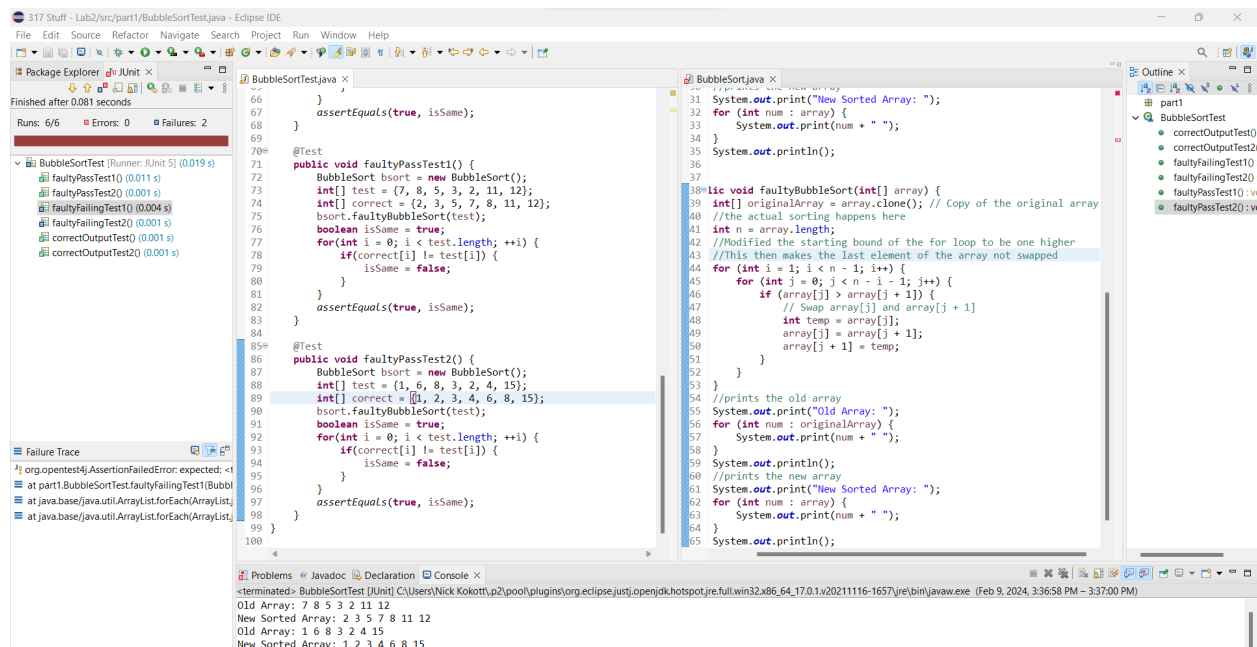 317 Stuff - Lab2/src/part1/BubbleSortTest.java - Eclipse IDE
File Edit Source Refactor Navigate Search Project Run Window Help
Package Explorer JUnit
Finished after 0.081 seconds
Runs: 6/6 Errors: 0 Failures: 2
BubbleSortTest [Runner: JUnit 5] (0.019 s)
faultyPassTest1() (0.011 s)
faultyPassTest2() (0.001 s)
faultyFailingTest1() (0.004 s)
faultyFailingTest2() (0.001 s)
correctOutputTest() (0.001 s)
correctOutputTest2() (0.001 s)
Failure Trace
org.opentest4j.AssertionFailedError: expected: <t
at part1.BubbleSortTest.faultyFailingTest1(Bubbl
at java.base/java.util.ArrayList.forEach(ArrayList.j
at java.base/java.util.ArrayList.forEach(ArrayList.j
BubbleSortTest.java
66 }
67 assertEquals(true, isSame);
68 }
69
70 @Test
71 public void faultyPassTest1() {
72 BubbleSort bsort = new BubbleSort();
73 int[] test = {7, 8, 5, 3, 2, 11, 12};
74 int[] correct = {2, 3, 5, 7, 8, 11, 12};
75 bsort.faultyBubbleSort(test);
76 boolean isSame = true;
77 for(int i = 0; i < test.length; ++i) {
78 if(correct[i] != test[i]) {
79 isSame = false;
80 }
81 }
82 assertEquals(true, isSame);
83 }
84
85 @Test
86 public void faultyPassTest2() {
87 BubbleSort bsort = new BubbleSort();
88 int[] test = {1, 6, 8, 3, 2, 4, 15};
89 int[] correct = {1, 2, 3, 4, 6, 8, 15};
90 bsort.faultyBubbleSort(test);
91 boolean isSame = true;
92 for(int i = 0; i < test.length; ++i) {
93 if(correct[i] != test[i]) {
94 isSame = false;
95 }
96 }
97 assertEquals(true, isSame);
98 }
99 }
100
BubbleSort.java
31 System.out.print("New Sorted Array: ");
32 for (int num : array) {
33 System.out.print(num + " ");
34 }
35 System.out.println();
36
37
38 lic void faultyBubbleSort(int[] array) {
39 int[] originalArray = array.clone(); // Copy of the original array
40 //the actual sorting happens here
41 int n = array.length;
42 //Modified the starting bound of the for loop to be one higher
43 //This then makes the last element of the array not swapped
44 for (int i = 1; i < n - 1; i++) {
45 for (int j = 0; j < n - i - 1; j++) {
46 if (array[j] > array[j + 1]) {
47 // Swap array[j] and array[j + 1]
48 int temp = array[j];
49 array[j] = array[j + 1];
50 array[j + 1] = temp;
51 }
52 }
53 }
54 //prints the old array
55 System.out.print("Old Array: ");
56 for (int num : originalArray) {
57 System.out.print(num + " ");
58 }
59 System.out.println();
60 //prints the new array
61 System.out.print("New Sorted Array: ");
62 for (int num : array) {
63 System.out.print(num + " ");
64 }
65 System.out.println();
Outline
part1
BubbleSortTest
correctOutputTest()
correctOutputTest2(
faultyFailingTest1()
faultyFailingTest2()
faultyPassTest1() : v
faultyPassTest2() : v
Problems Javadoc Declaration Console
<terminated> BubbleSortTest [JUnit] C:\Users\Nick Kokott\.p2\pool\plugins\org.eclipse.justj.openjdk.hotspot.jre.full.win32.x86_64_17.0.1.v20211116-1657\jre\bin\javaw.exe (Feb 9, 2024, 3:36:58 PM – 3:37:00 PM)
Old Array: 7 8 5 3 2 11 12
New Sorted Array: 2 3 5 7 8 11 12
Old Array: 1 6 8 3 2 4 15
New Sorted Array: 1 2 3 4 6 8 15